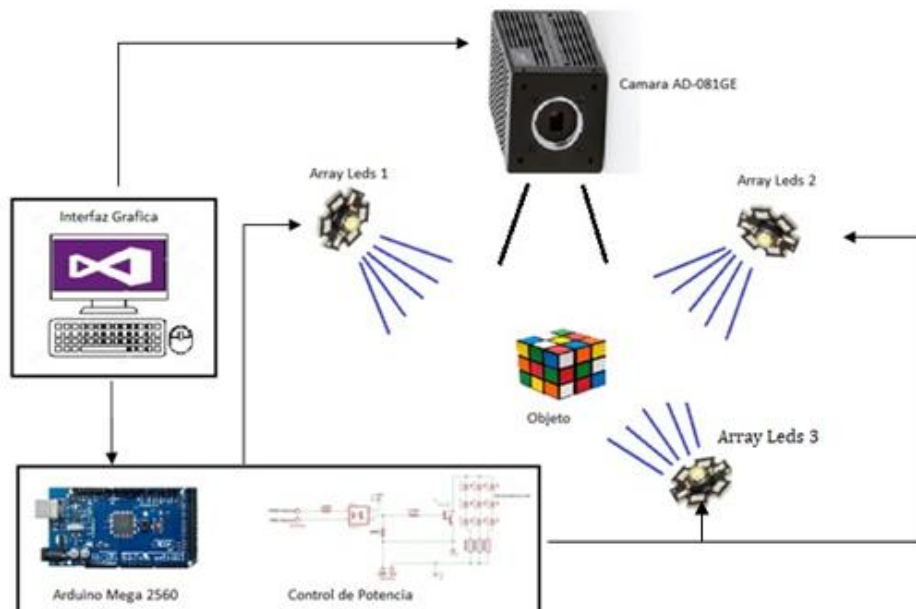 Camara AD-081GE
Array Leds 1
Array Leds 2
Interfaz Grafica
Objeto
Array Leds 3
Arduino Mega 2560
Control de Potencia